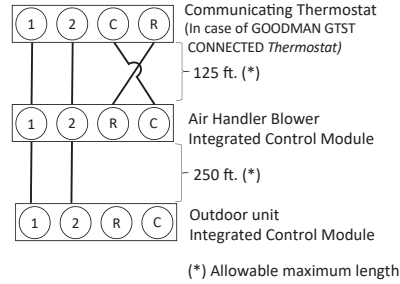 1 2 C R
Communicating Thermostat
(In case of GOODMAN GTST
CONNECTED Thermostat)
125 ft. (*)
1 2 R C
Air Handler Blower
Integrated Control Module
250 ft. (*)
1 2 R C
Outdoor unit
Integrated Control Module
(*) Allowable maximum length